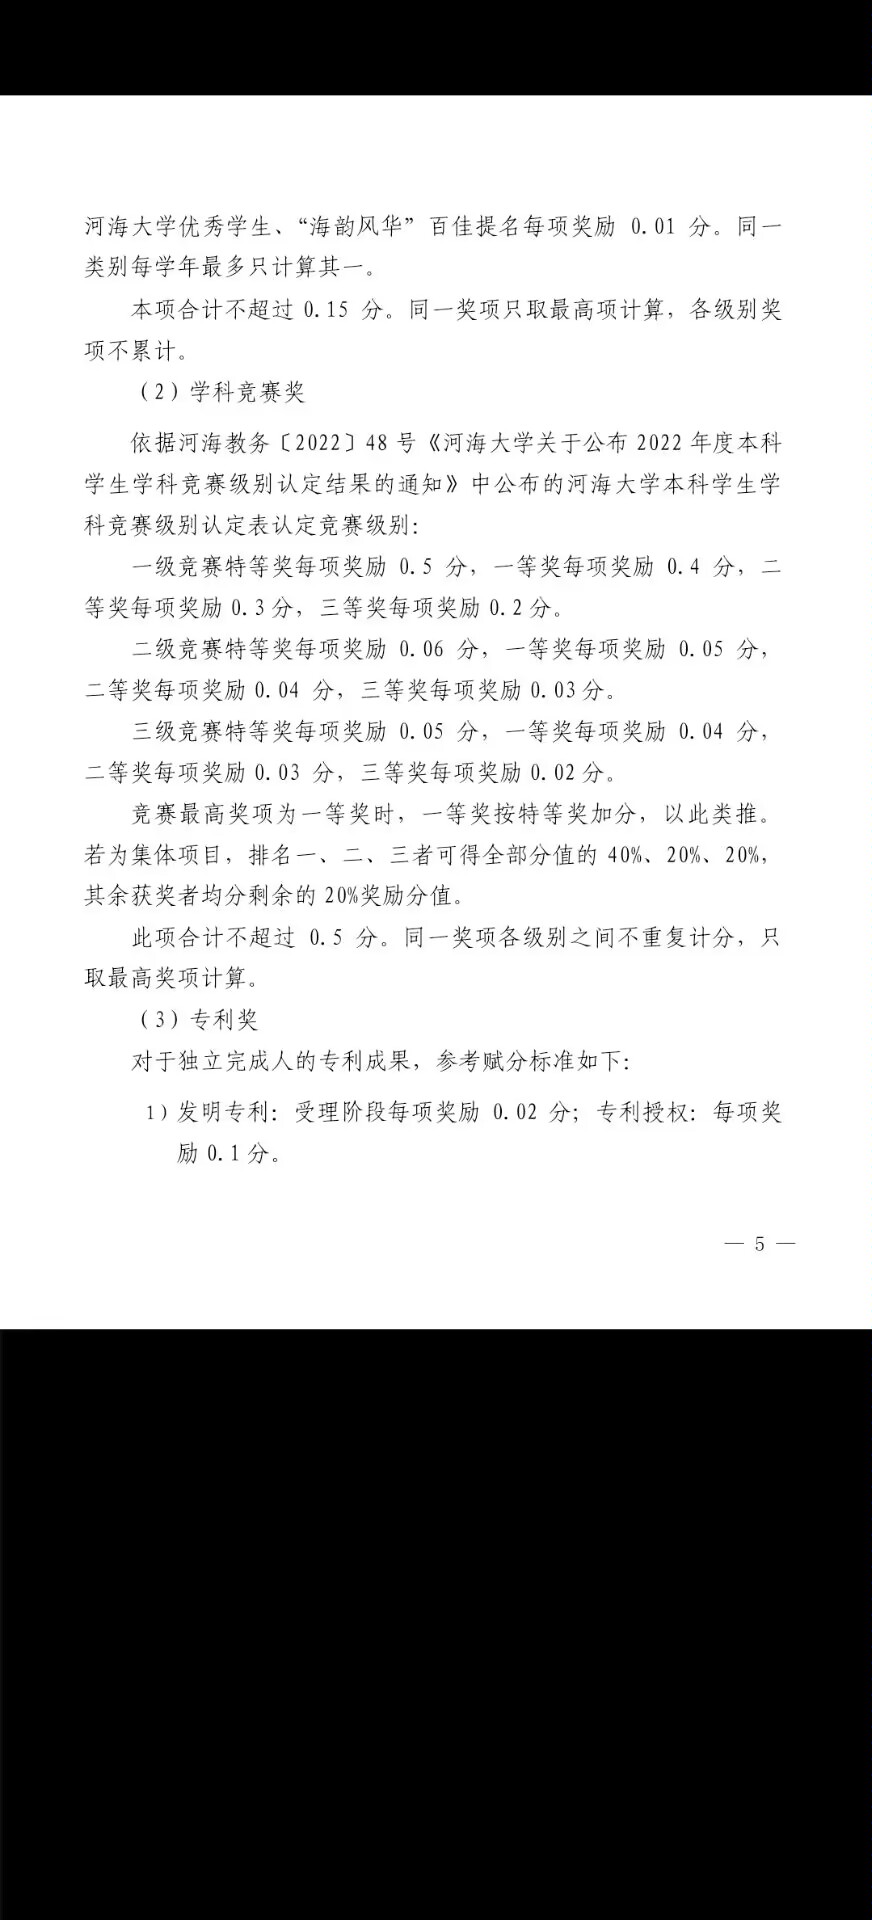 河海大学优秀学生、“海韵风华”百佳提名每项奖励 0.01 分。同一
类别每学年最多只计算其一。
本项合计不超过 0.15 分。同一奖项只取最高项计算，各级别奖
项不累计。
（2）学科竞赛奖
依据河海教务〔2022〕48 号《河海大学关于公布 2022 年度本科
学生学科竞赛级别认定结果的通知》中公布的河海大学本科学生学
科竞赛级别认定表认定竞赛级别：
一级竞赛特等奖每项奖励 0.5 分，一等奖每项奖励 0.4 分，二
等奖每项奖励 0.3 分，三等奖每项奖励 0.2 分。
二级竞赛特等奖每项奖励 0.06 分，一等奖每项奖励 0.05 分，
二等奖每项奖励 0.04 分，三等奖每项奖励 0.03 分。
三级竞赛特等奖每项奖励 0.05 分，一等奖每项奖励 0.04 分，
二等奖每项奖励 0.03 分，三等奖每项奖励 0.02 分。
竞赛最高奖项为一等奖时，一等奖按特等奖加分，以此类推。
若为集体项目，排名一、二、三者可得全部分值的 40%、20%、20%，
其余获奖者均分剩余的 20%奖励分值。
此项合计不超过 0.5 分。同一奖项各级别之间不重复计分，只
取最高奖项计算。
（3）专利奖
对于独立完成人的专利成果，参考赋分标准如下：
1）发明专利：受理阶段每项奖励 0.02 分；专利授权：每项奖
励 0.1 分。
— 5 —